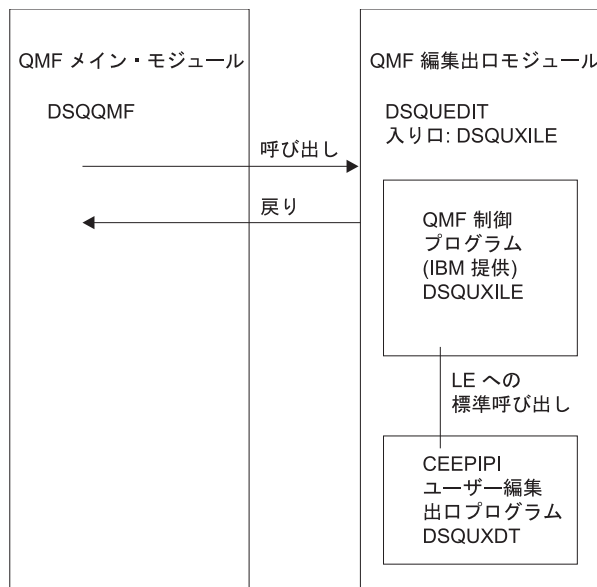 QMF メイン・モジュール
DSQQMF
呼び出し
戻り
QMF 編集出口モジュール
DSQUEDIT
入り口: DSQUXILE
QMF 制御
プログラム
(IBM 提供)
DSQUXILE
LE への
標準呼び出し
CEEPIPI
ユーザー編集
出口プログラム
DSQUXDT